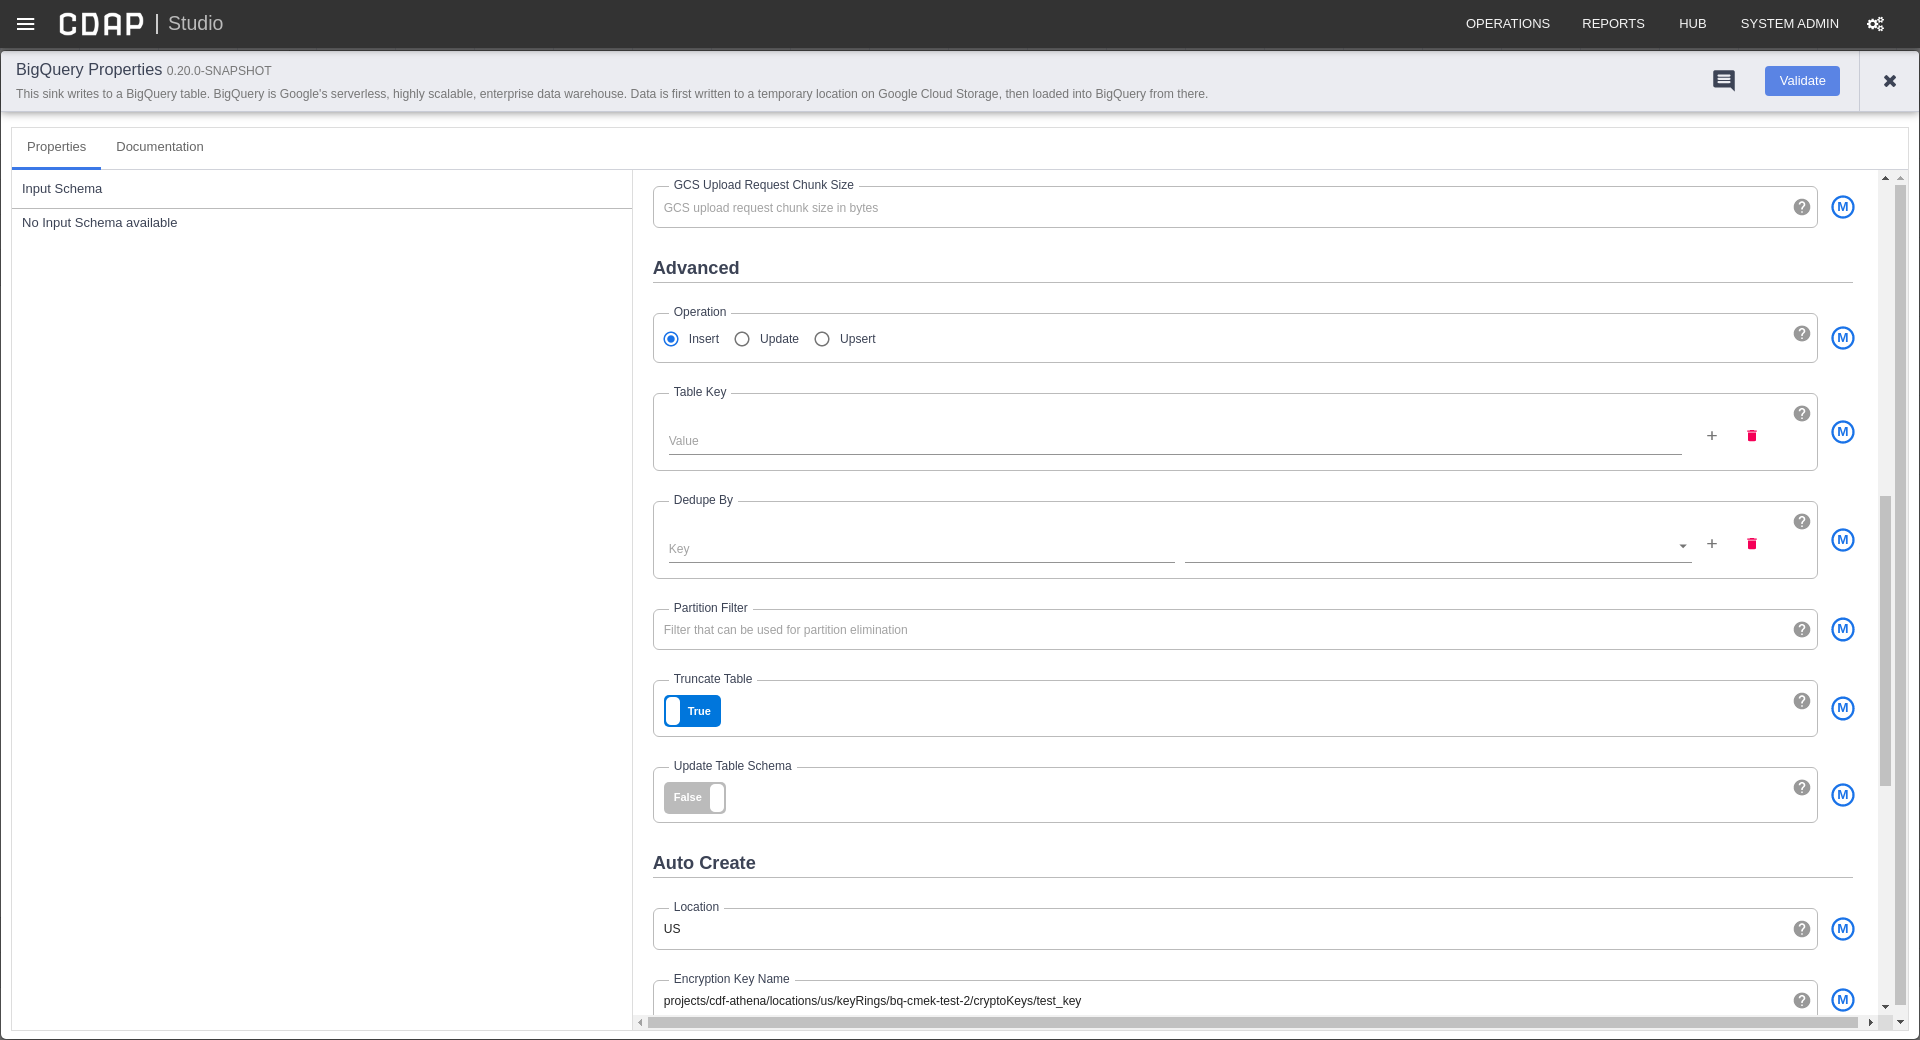 CDAP | Studio
OPERATIONS REPORTS HUB SYSTEM ADMIN
BigQuery Properties 0.20.0-SNAPSHOT
This sink writes to a BigQuery table. BigQuery is Google's serverless, highly scalable, enterprise data warehouse. Data is first written to a temporary location on Google Cloud Storage, then loaded into BigQuery from there.
Validate
Properties Documentation
Input Schema
No Input Schema available
GCS Upload Request Chunk Size
GCS upload request chunk size in bytes
? M
Advanced
Operation
Insert Update Upsert
? M
Table Key
Value
+
? M
Dedupe By
Key
+
? M
Partition Filter
Filter that can be used for partition elimination
? M
Truncate Table
True
? M
Update Table Schema
False
? M
Auto Create
Location
US
? M
Encryption Key Name
projects/cdf-athena/locations/us/keyRings/bq-cmek-test-2/cryptoKeys/test_key
? M